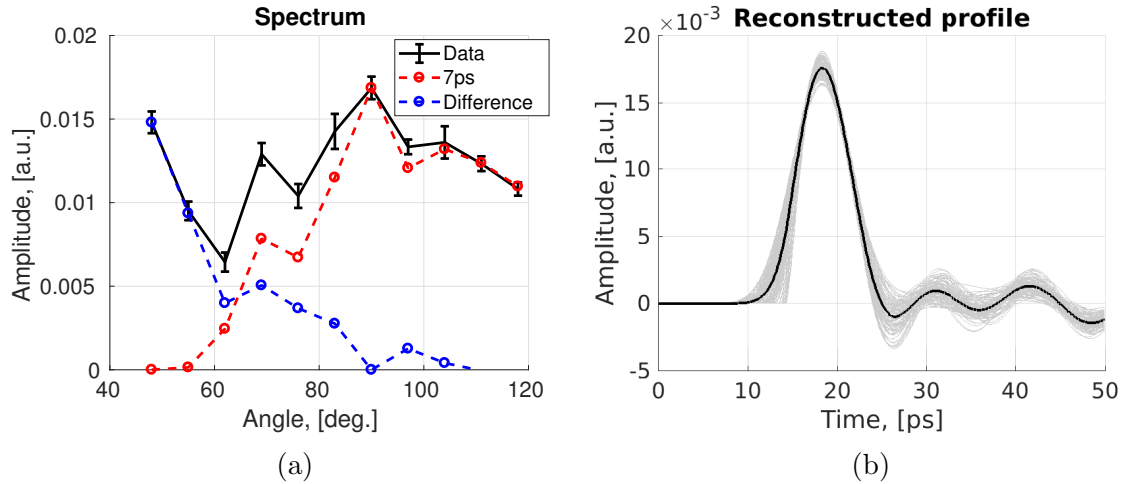 Spectrum
0.02
0.015
0.01
0.005
0
Amplitude, [a.u.]
40
60
80
100
120
Angle, [deg.]
Data
7ps
Difference
(a)
×10⁻³
Reconstructed profile
20
15
10
5
0
-5
Amplitude, [a.u.]
0
10
20
30
40
50
Time, [ps]
(b)